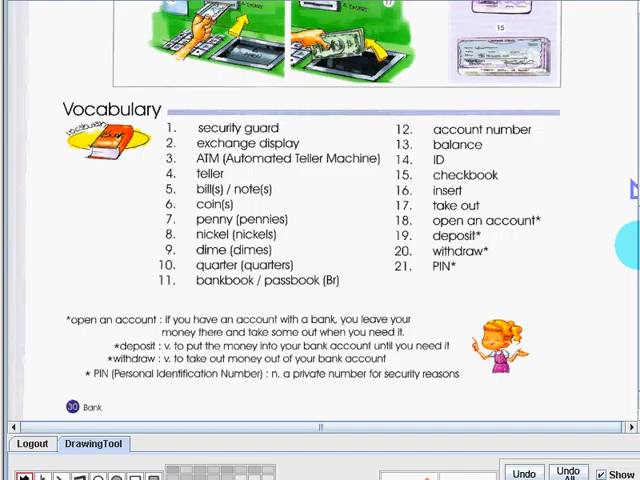 17
15
Vocabulary
1. security guard
2. exchange display
3. ATM (Automated Teller Machine)
4. teller
5. bill(s) / note(s)
6. coin(s)
7. penny (pennies)
8. nickel (nickels)
9. dime (dimes)
10. quarter (quarters)
11. bankbook / passbook (Br)
12. account number
13. balance
14. ID
15. checkbook
16. insert
17. take out
18. open an account*
19. deposit*
20. withdraw*
21. PIN*
*open an account : if you have an account with a bank, you leave your
money there and take some out when you need it.
*deposit : v. to put the money into your bank account until you need it
*withdraw : v. to take out money out of your bank account
* PIN (Personal Identification Number) : n. a private number for security reasons
30 Bank
Logout DrawingTool
Undo Undo All Show